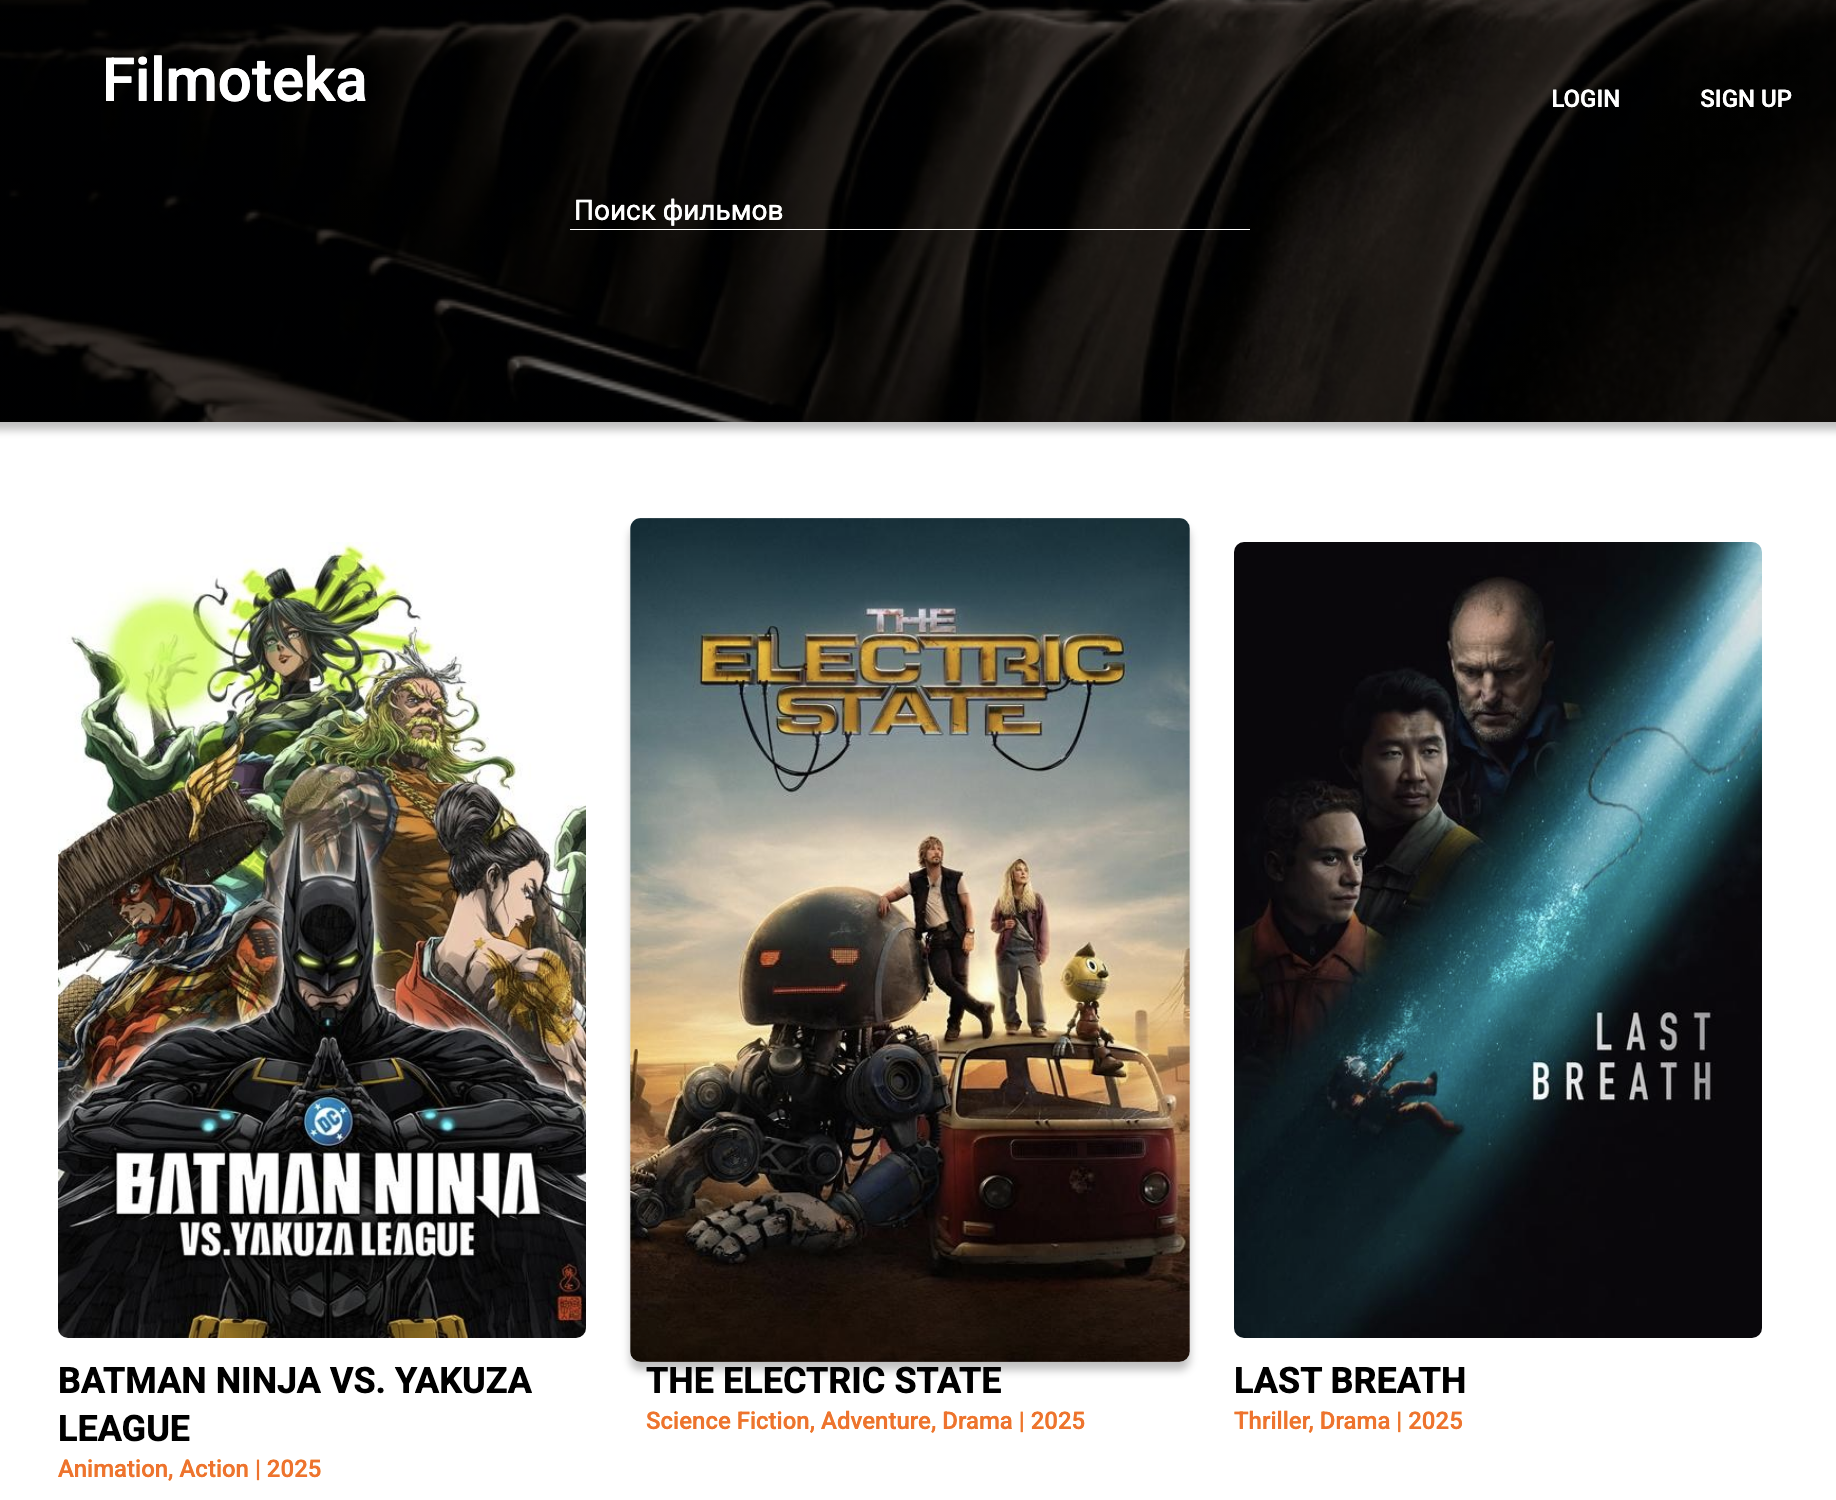 Filmoteka
LOGIN
SIGN UP
Поиск фильмов
DC
BATMAN NINJA
VS. YAKUZA LEAGUE
THE
ELECTRIC
STATE
LAST
BREATH
BATMAN NINJA VS. YAKUZA
LEAGUE
Animation, Action | 2025
THE ELECTRIC STATE
Science Fiction, Adventure, Drama | 2025
LAST BREATH
Thriller, Drama | 2025